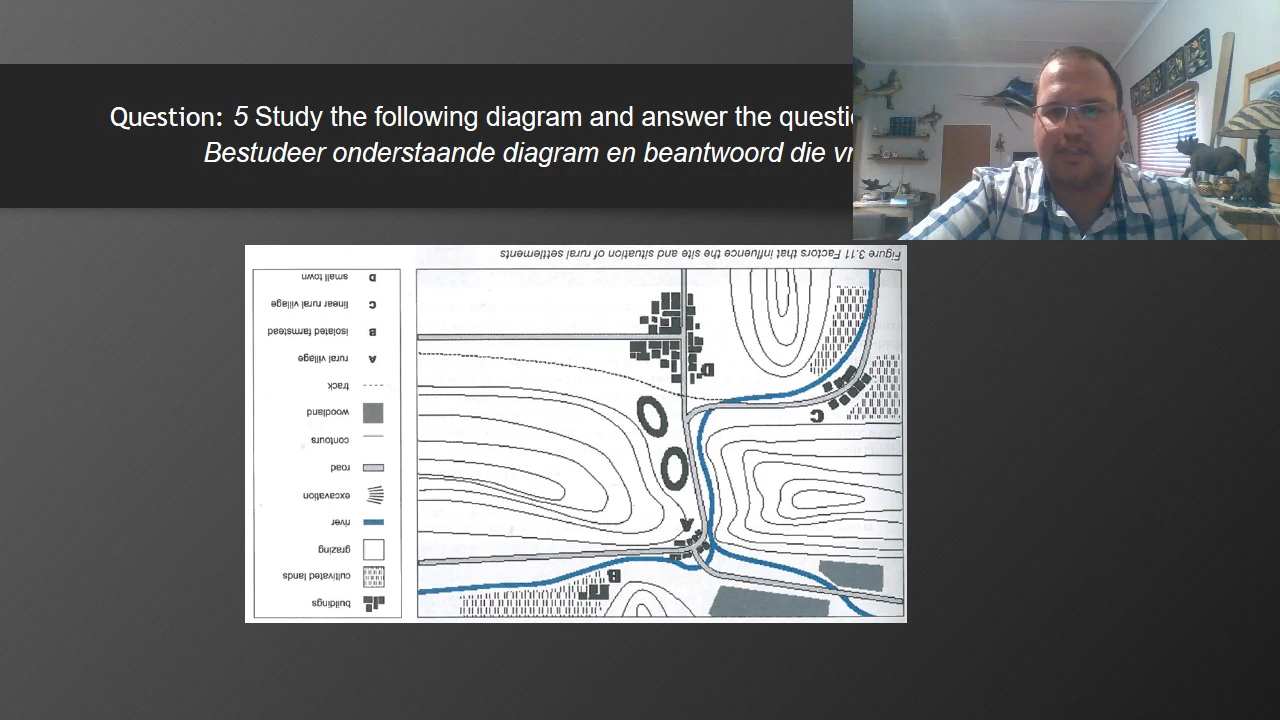 Question: 5 Study the following diagram and answer the questio
Bestudeer onderstaande diagram en beantwoord die vr
B
A
C
D
buildings
cultivated lands
grazing
river
excavation
road
contours
woodland
track
A rural village
B isolated farmstead
C linear rural village
D small town
Figure 3.11 Factors that influence the site and situation of rural settlements